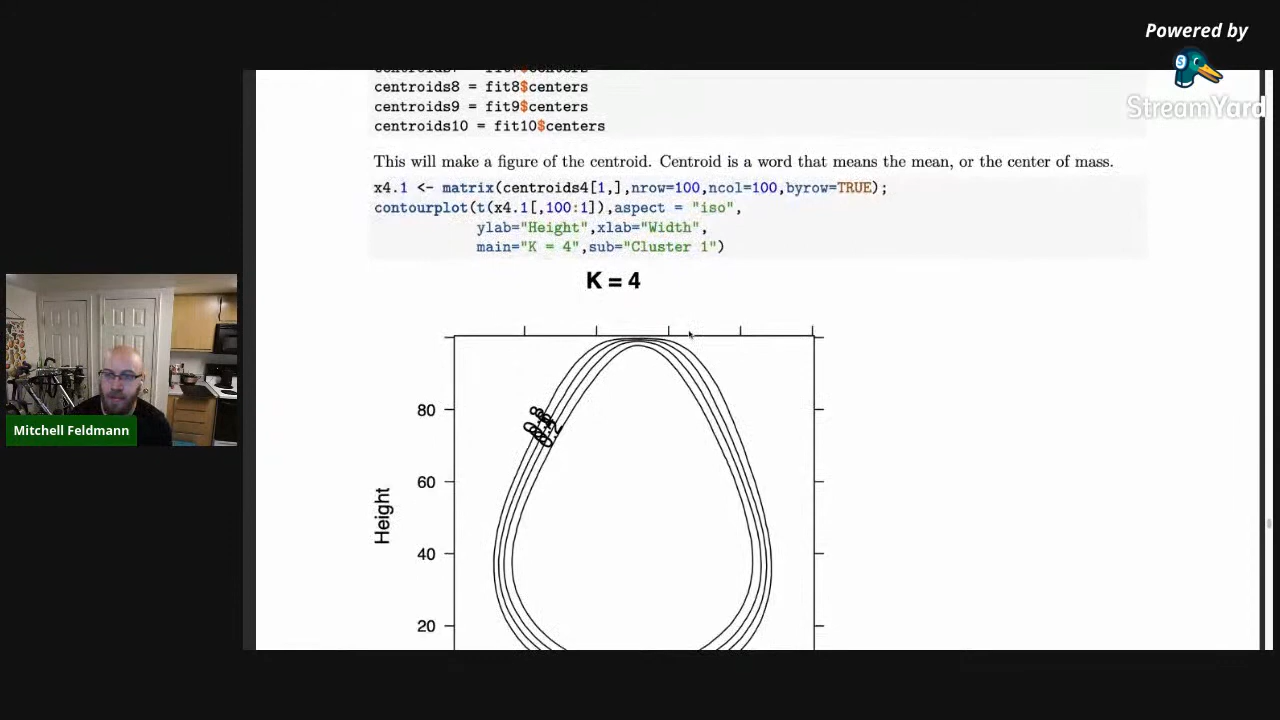 Powered by
StreamYard
centroids8 = fit8$centers
centroids9 = fit9$centers
centroids10 = fit10$centers
This will make a figure of the centroid. Centroid is a word that means the mean, or the center of mass.
x4.1 <- matrix(centroids4[1,],nrow=100,ncol=100,byrow=TRUE);
contourplot(t(x4.1[,100:1]),aspect = "iso",
ylab="Height",xlab="Width",
main="K = 4",sub="Cluster 1")
K = 4
80
60
Height
40
20
Mitchell Feldmann